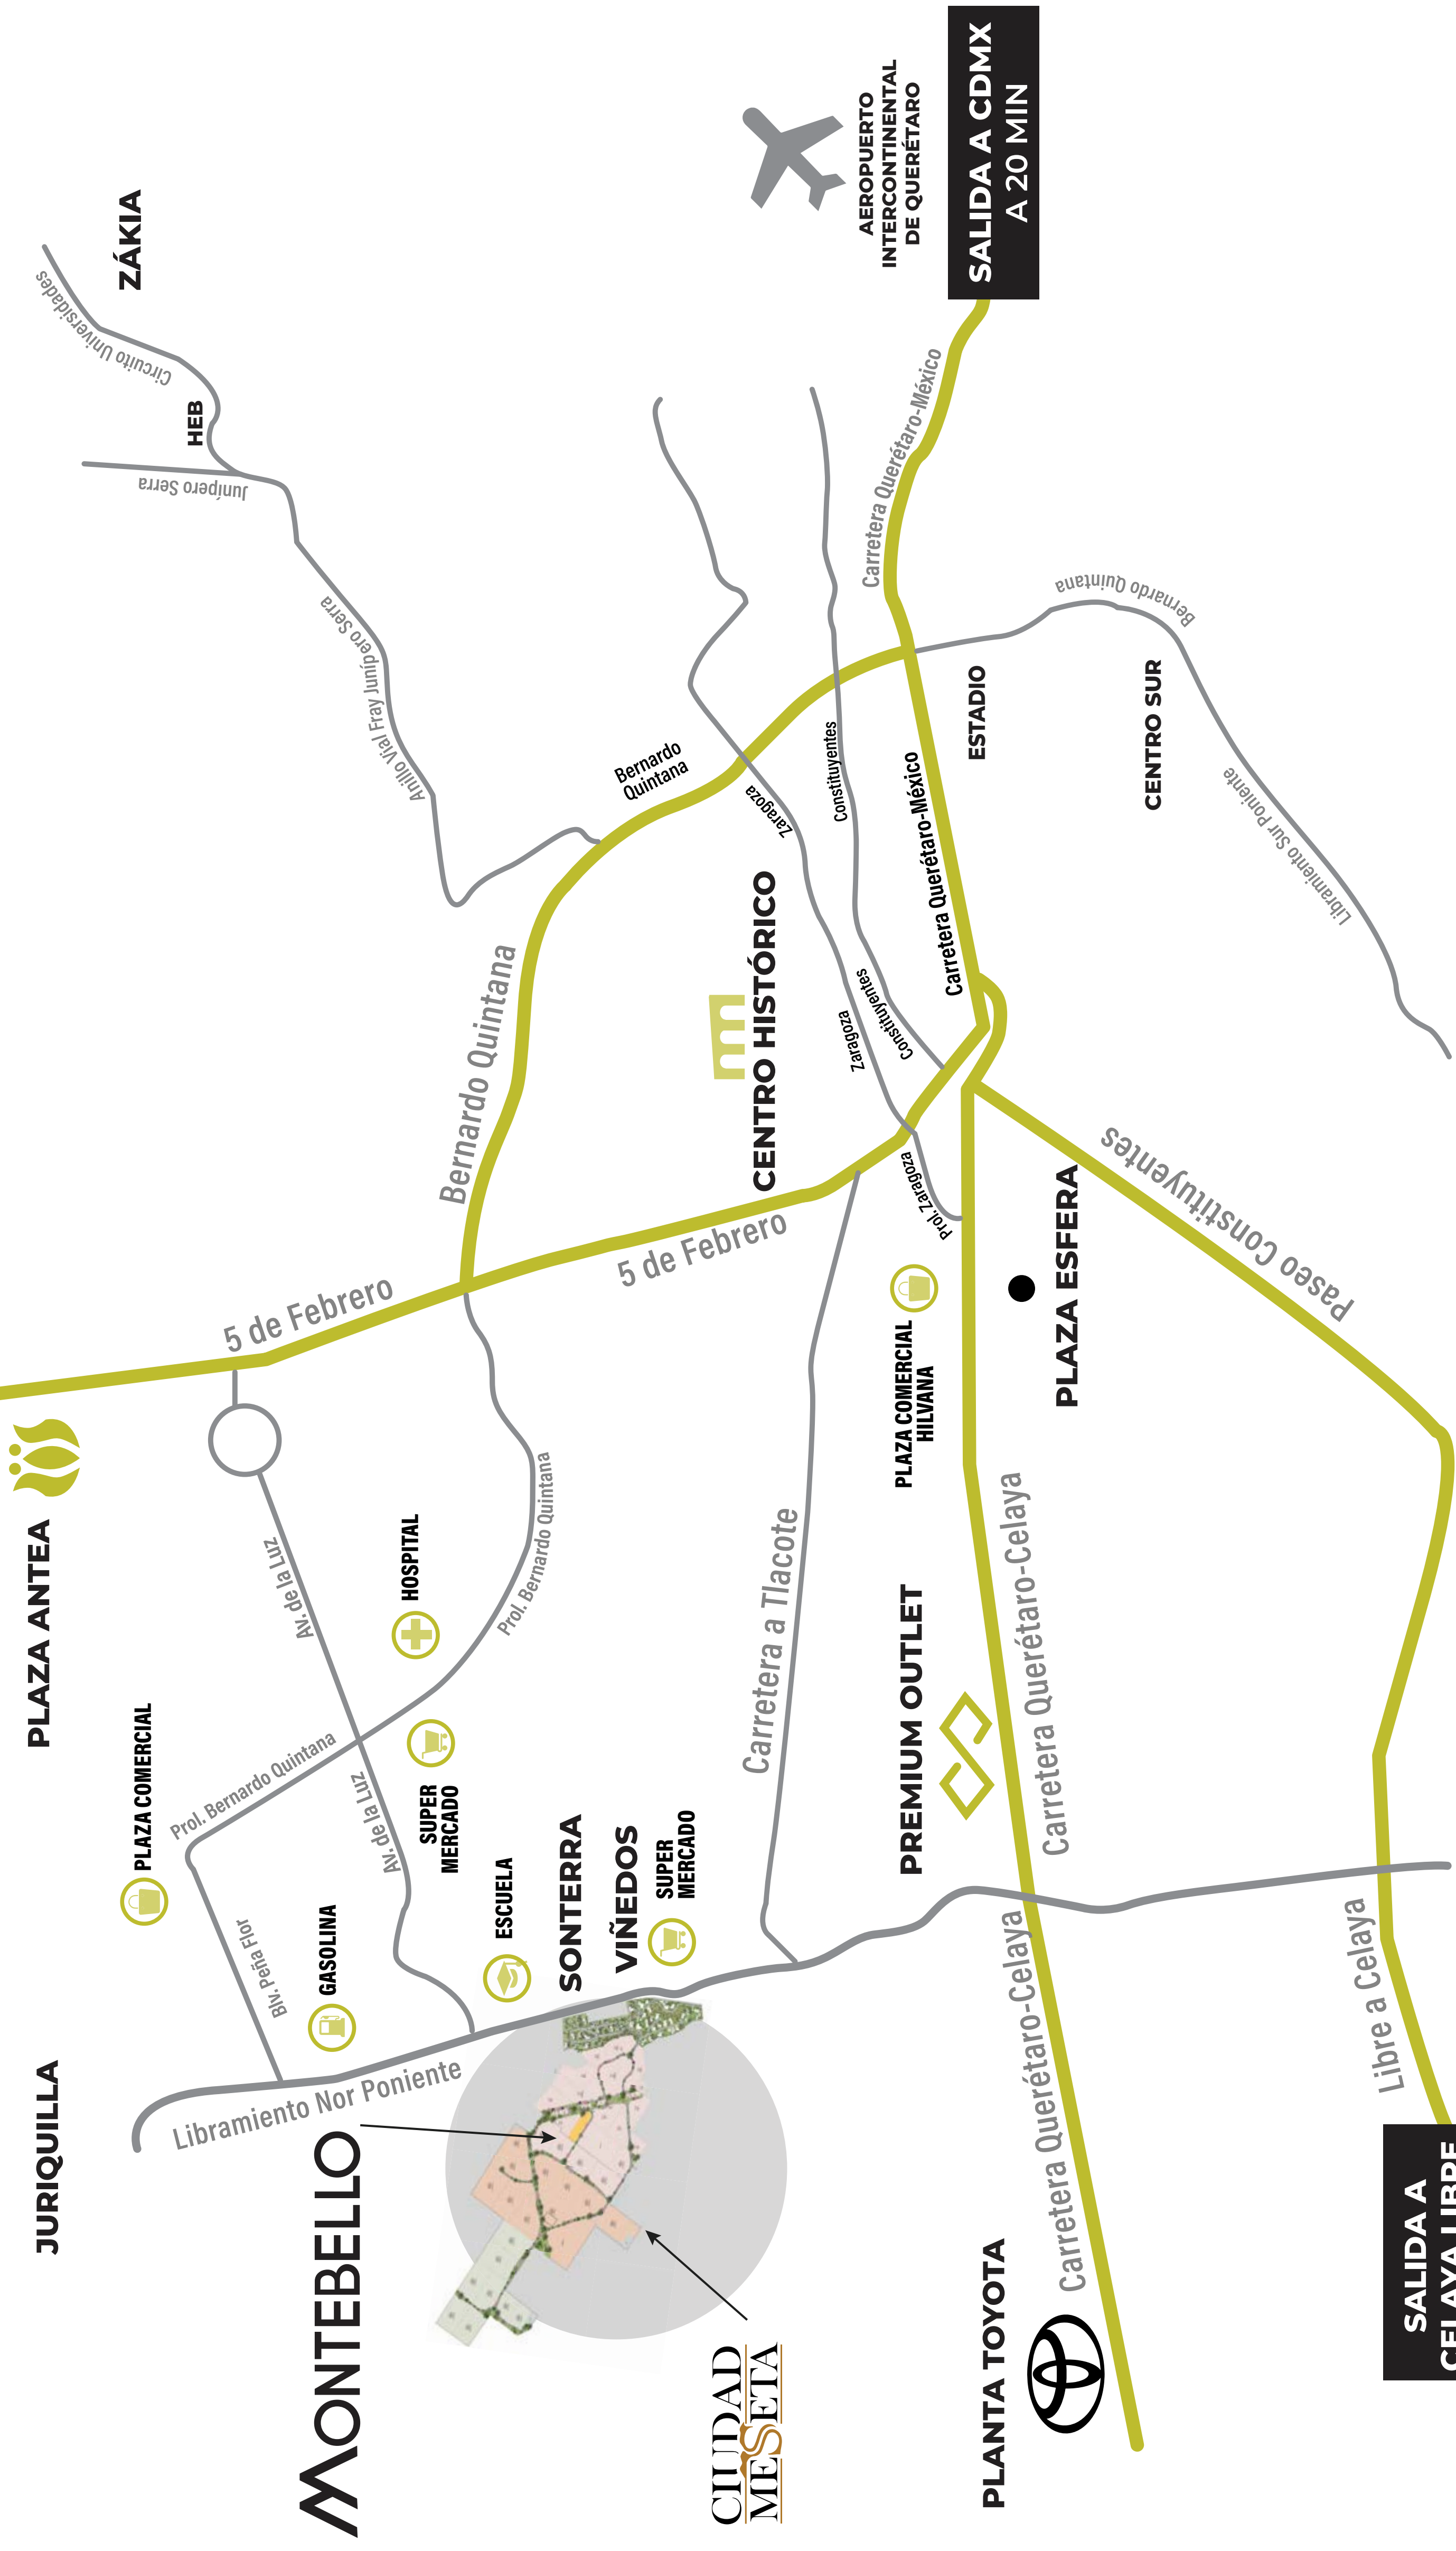 JURIQUILLA
PLAZA ANTEA
ZÁKIA
Circuito Universidades
HEB
Junípero Serra
Anillo Vial Fray Junípero Serra
5 de Febrero
PLAZA COMERCIAL
Prol. Bernardo Quintana
Av. de la Luz
Blv. Peña Flor
GASOLINA
Libramiento Nor Poniente
MONTEBELLO
HOSPITAL
SUPER
MERCADO
Av. de la Luz
Prol. Bernardo Quintana
Bernardo Quintana
ESCUELA
SONTERRA
VIÑEDOS
SUPER
MERCADO
5 de Febrero
Bernardo
Quintana
CIUDAD
MESETA
Carretera a Tlacote
CENTRO HISTÓRICO
Zaragoza
Constituyentes
Zaragoza
Constituyentes
Prol. Zaragoza
AEROPUERTO
INTERCONTINENTAL
DE QUERÉTARO
Carretera Querétaro-México
SALIDA A CDMX
A 20 MIN
Carretera Querétaro-México
PLAZA COMERCIAL
HILVANA
PREMIUM OUTLET
PLANTA TOYOTA
ESTADIO
Bernardo Quintana
CENTRO SUR
Libramiento Sur Poniente
PLAZA ESFERA
Carretera Querétaro-Celaya
Carretera Querétaro-Celaya
Carretera Querétaro-Celaya
Paseo Constituyentes
Libre a Celaya
SALIDA A
CELAYA LIBRE